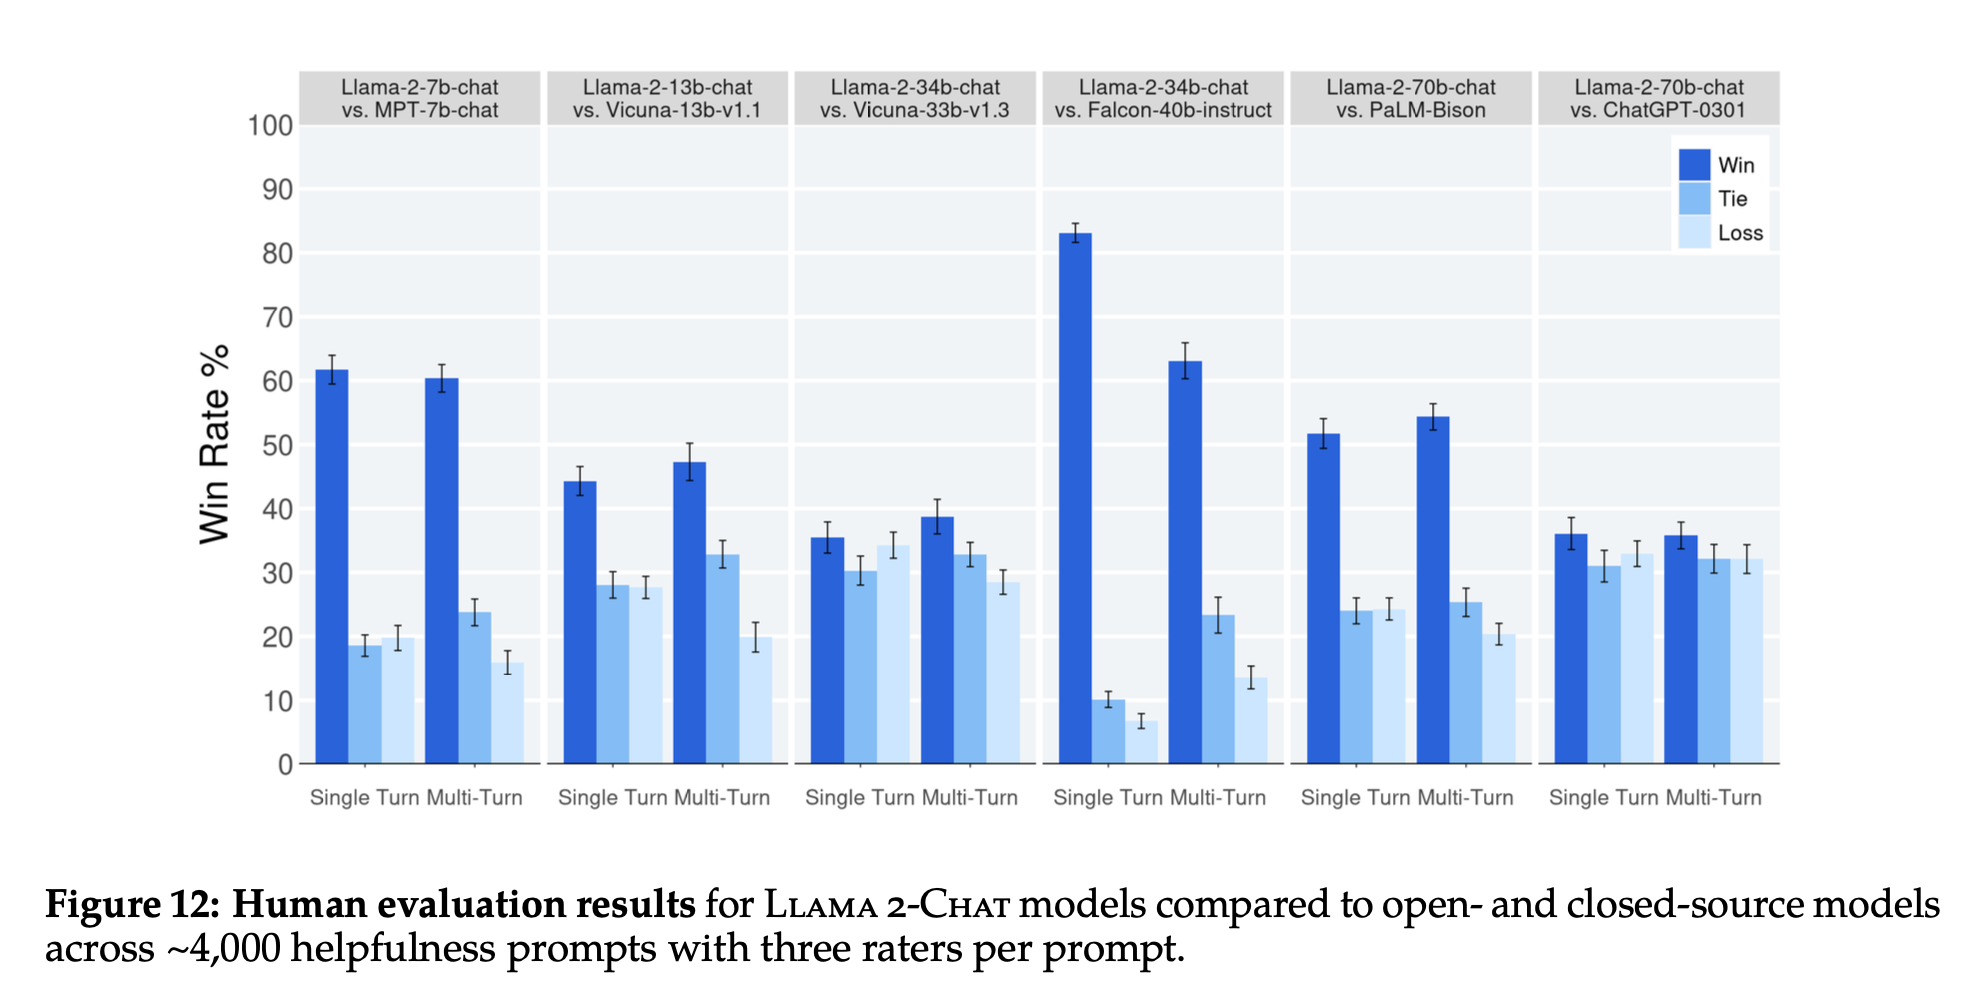 Llama-2-7b-chat
vs. MPT-7b-chat
Llama-2-13b-chat
vs. Vicuna-13b-v1.1
Llama-2-34b-chat
vs. Vicuna-33b-v1.3
Llama-2-34b-chat
vs. Falcon-40b-instruct
Llama-2-70b-chat
vs. PaLM-Bison
Llama-2-70b-chat
vs. ChatGPT-0301
Win Rate %
100
90
80
70
60
50
40
30
20
10
0
Win
Tie
Loss
Single Turn Multi-Turn
Single Turn Multi-Turn
Single Turn Multi-Turn
Single Turn Multi-Turn
Single Turn Multi-Turn
Single Turn Multi-Turn
Figure 12: Human evaluation results for LLAMA 2-CHAT models compared to open- and closed-source models
across ~4,000 helpfulness prompts with three raters per prompt.